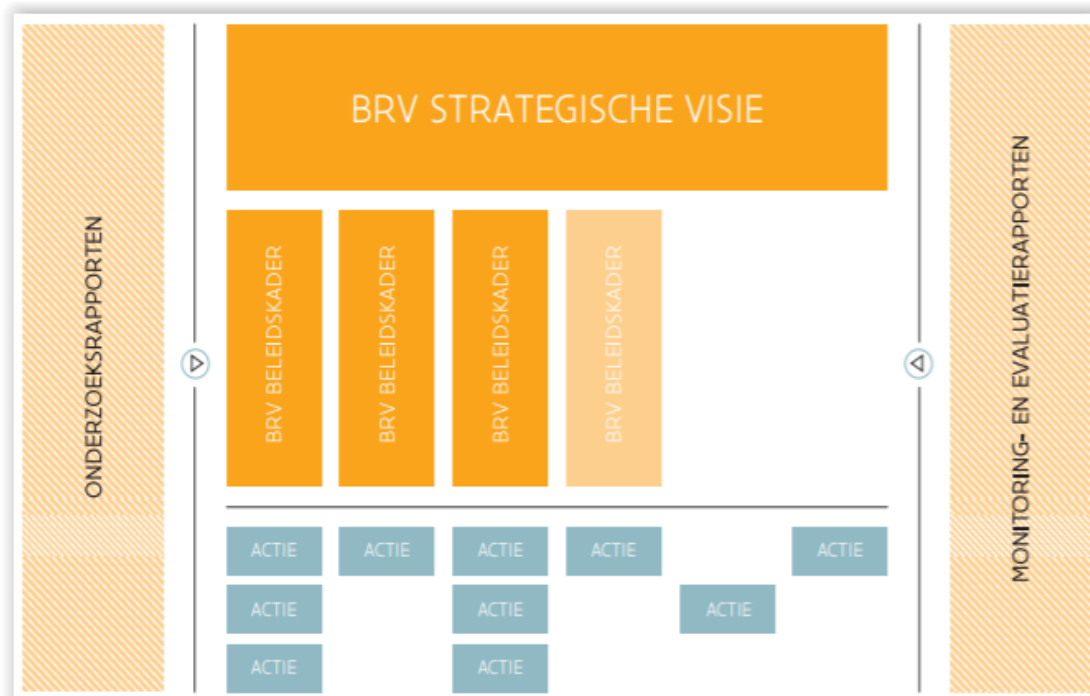 BRV STRATEGISCHE VISIE
ONDERZOEKSRAPPORTEN
BRV BELEIDSKADER
BRV BELEIDSKADER
BRV BELEIDSKADER
BRV BELEIDSKADER
MONITORING- EN EVALUATIERAPPORTEN
ACTIE ACTIE ACTIE ACTIE ACTIE
ACTIE ACTIE ACTIE
ACTIE ACTIE